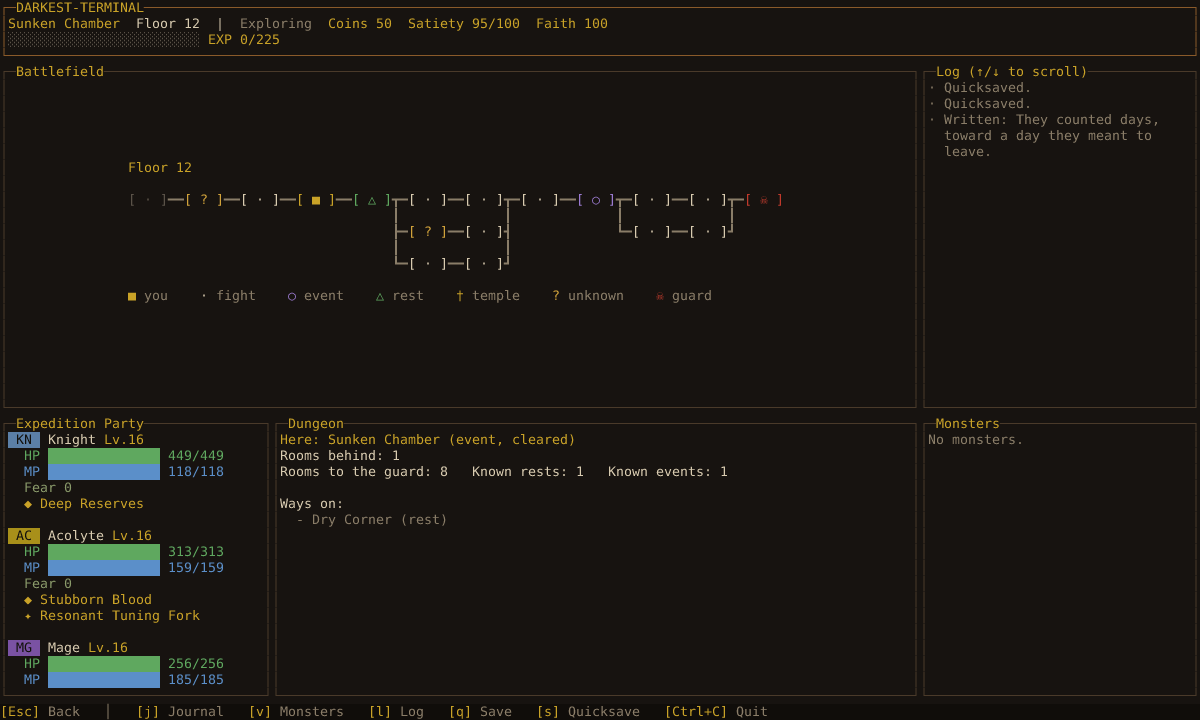 DARKEST-TERMINAL
Sunken Chamber Floor 12 | Exploring Coins 50 Satiety 95/100 Faith 100
EXP 0/225
Battlefield
Floor 12
[ · ]━━[ ? ]━━[ · ]━━[ ■ ]━━[ △ ]┳━[ · ]━━[ · ]┳━[ · ]━━[ ○ ]┳━[ · ]━━[ · ]┳━[ ☠ ]
┣━[ ? ]━━[ · ]┫ ┗━[ · ]━━[ · ]┛
┗━[ · ]━━[ · ]┛
■ you · fight ○ event △ rest † temple ? unknown ☠ guard
Log (↑/↓ to scroll)
· Quicksaved.
· Quicksaved.
· Written: They counted days,
toward a day they meant to
leave.
Expedition Party
KN Knight Lv.16
HP 449/449
MP 118/118
Fear 0
◆ Deep Reserves
AC Acolyte Lv.16
HP 313/313
MP 159/159
Fear 0
◆ Stubborn Blood
✦ Resonant Tuning Fork
MG Mage Lv.16
HP 256/256
MP 185/185
Dungeon
Here: Sunken Chamber (event, cleared)
Rooms behind: 1
Rooms to the guard: 8 Known rests: 1 Known events: 1
Ways on:
- Dry Corner (rest)
Monsters
No monsters.
[Esc] Back │ [j] Journal [v] Monsters [l] Log [q] Save [s] Quicksave [Ctrl+C] Quit